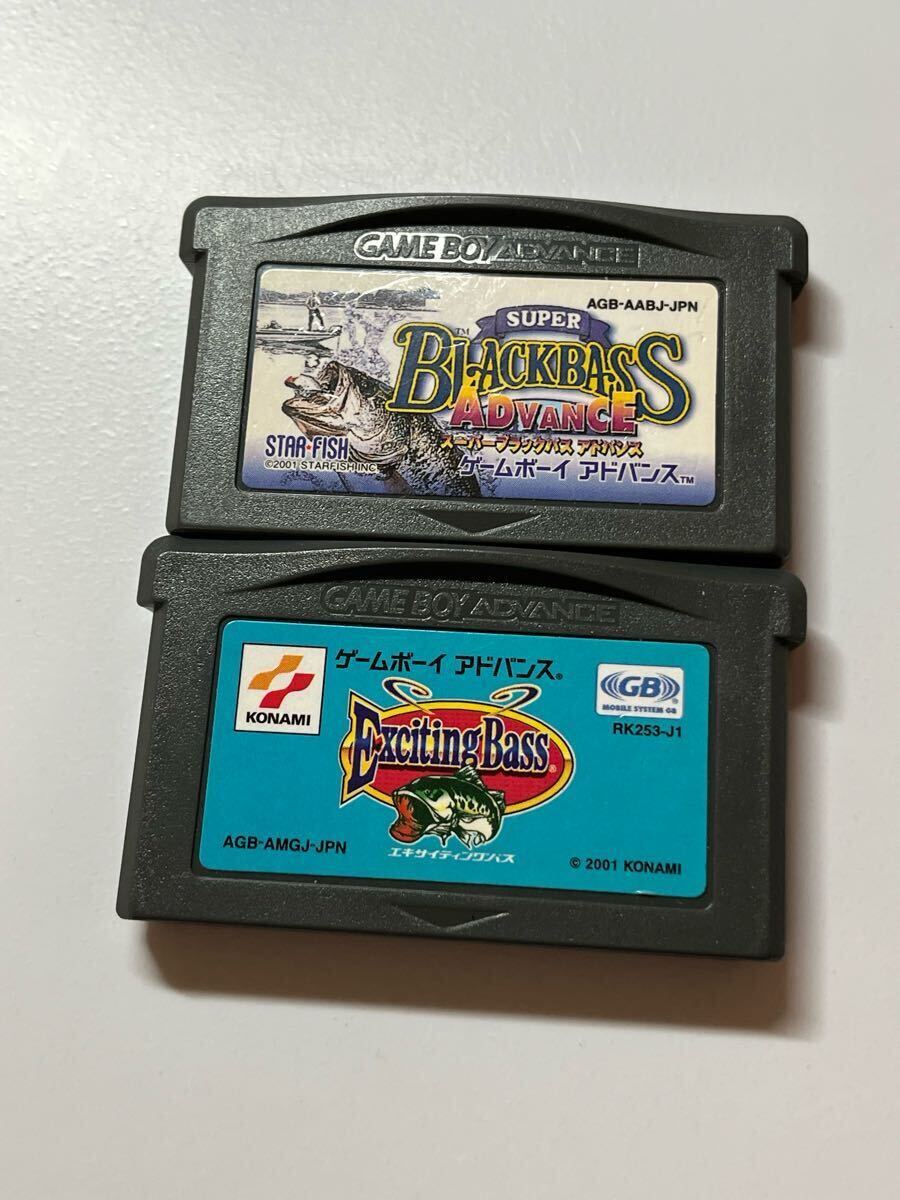 GAME BOY ADVANCE
AGB-AABJ-JPN
SUPER
BLACKBASS™
ADVANCE
スーパーブラックバス アドバンス
STAR★FISH
©2001 STARFISH INC.
ゲームボーイ アドバンス™
GAME BOY ADVANCE
KONAMI
ゲームボーイ アドバンス®
GB
MOBILE SYSTEM GB
RK253-J1
Exciting Bass®
AGB-AMGJ-JPN
エキサイティングバス
© 2001 KONAMI